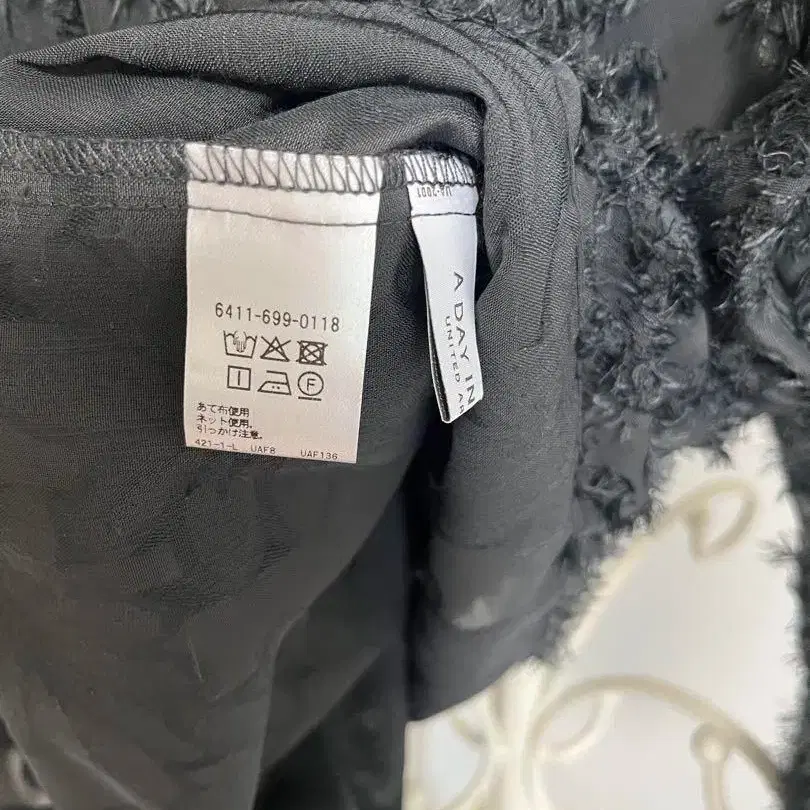 6411-699-0118
あて布使用
ネット使用。
引っかけ注意。
421-1-L UAF8 UAF136
A DAY IN
UNITED AR